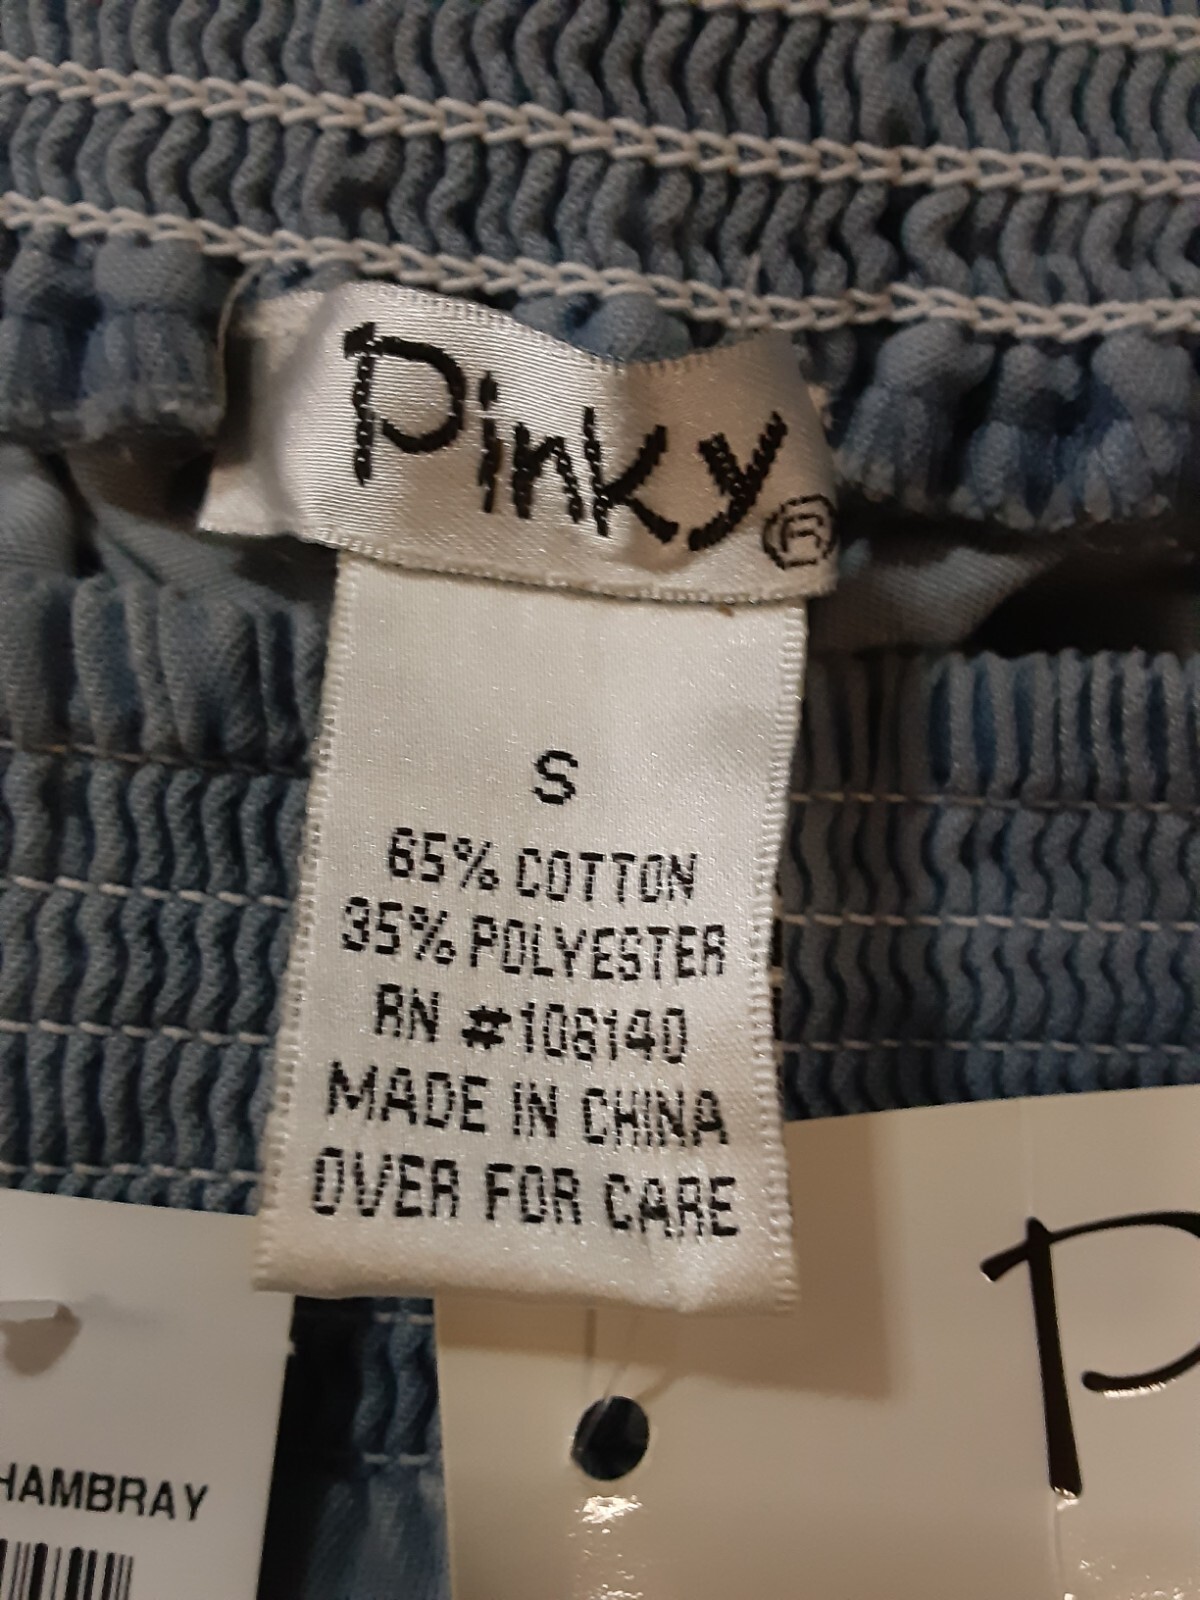 Pinky®
S
65% COTTON
35% POLYESTER
RN #106140
MADE IN CHINA
OVER FOR CARE
P
HAMBRAY